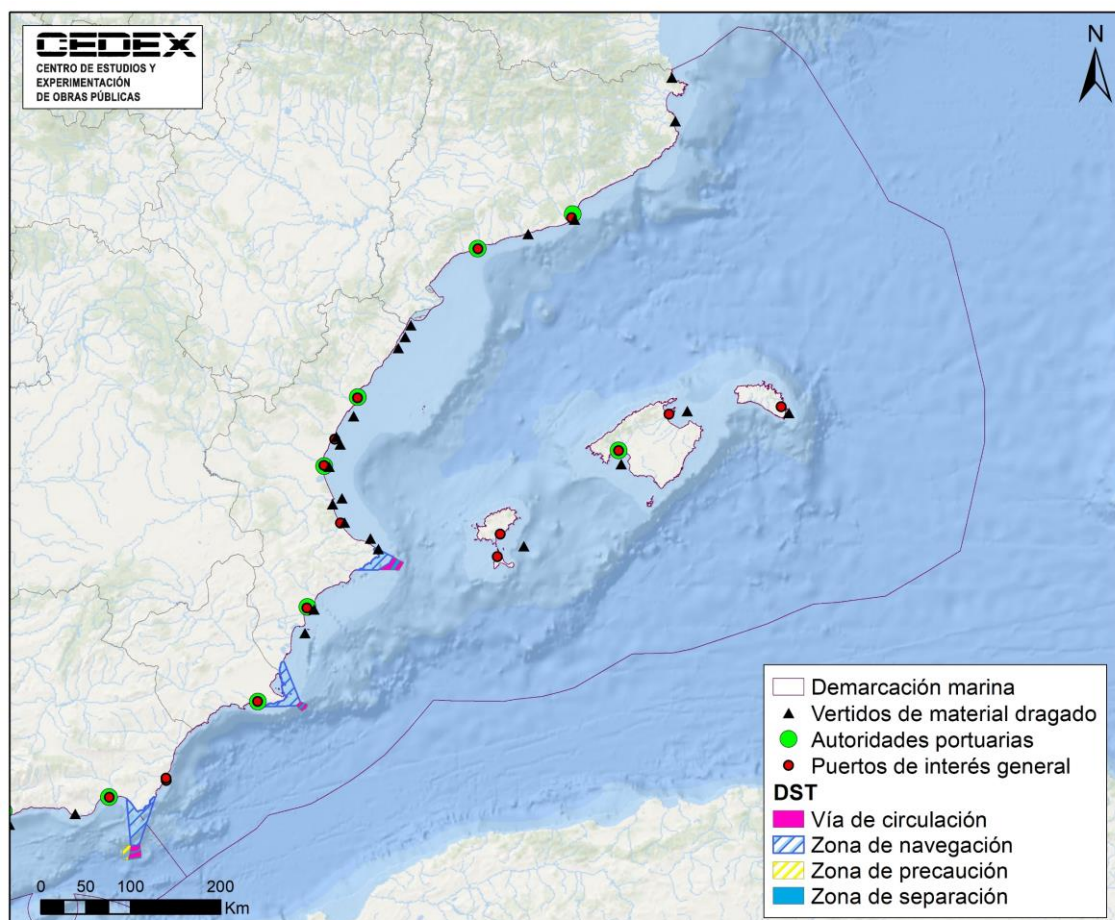 CEDEX
CENTRO DE ESTUDIOS Y
EXPERIMENTACIÓN
DE OBRAS PÚBLICAS
N
Demarcación marina
Vertidos de material dragado
Autoridades portuarias
Puertos de interés general
DST
Vía de circulación
Zona de navegación
Zona de precaución
Zona de separación
0 50 100 200
Km